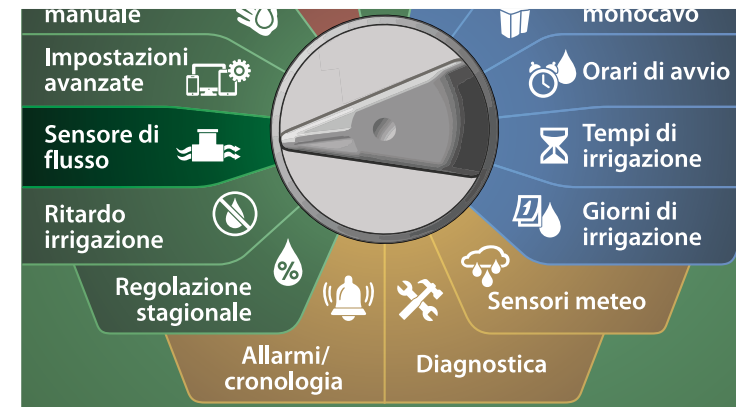 manuale
monocavo
Impostazioni
avanzate
Orari di avvio
Sensore di
flusso
Tempi di
irrigazione
Ritardo
irrigazione
1
Giorni di
irrigazione
Regolazione
stagionale
%
Sensori meteo
Allarmi/
cronologia
Diagnostica